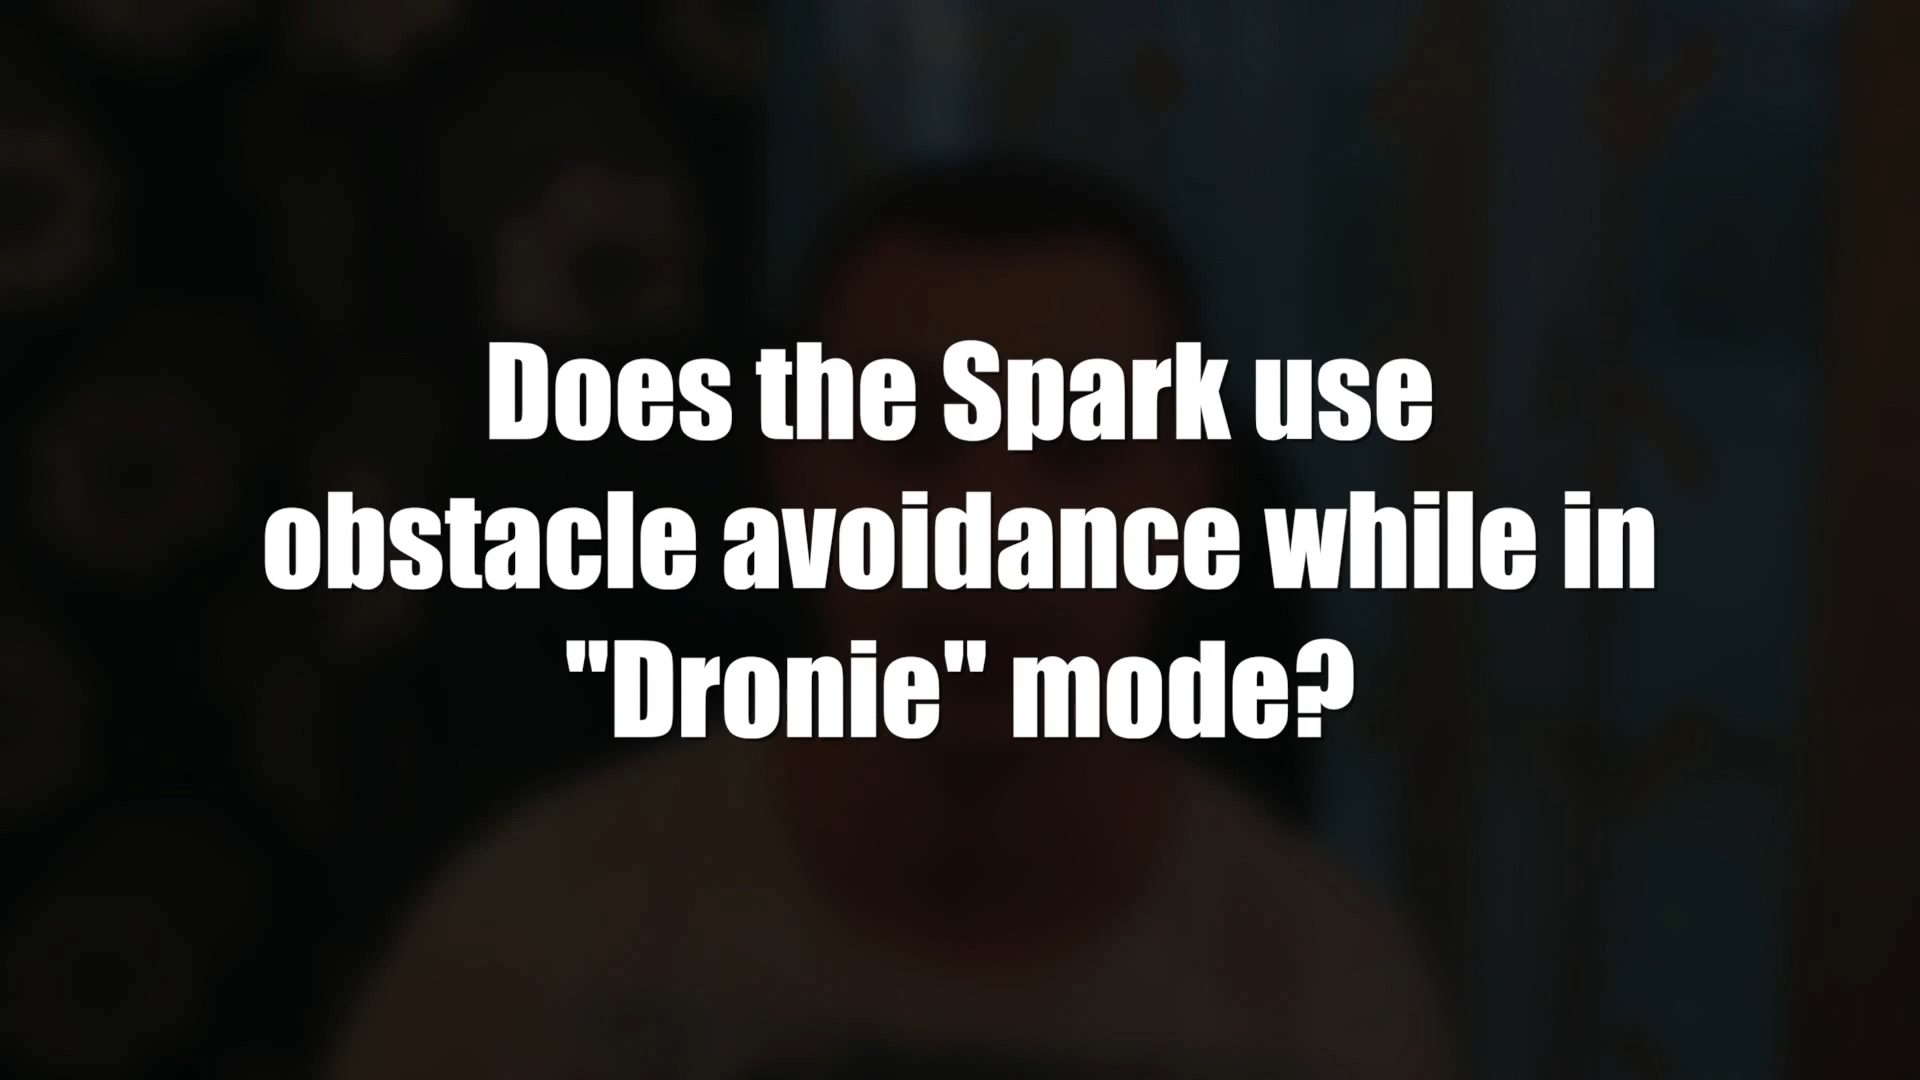 Does the Spark use
obstacle avoidance while in
"Dronie" mode?